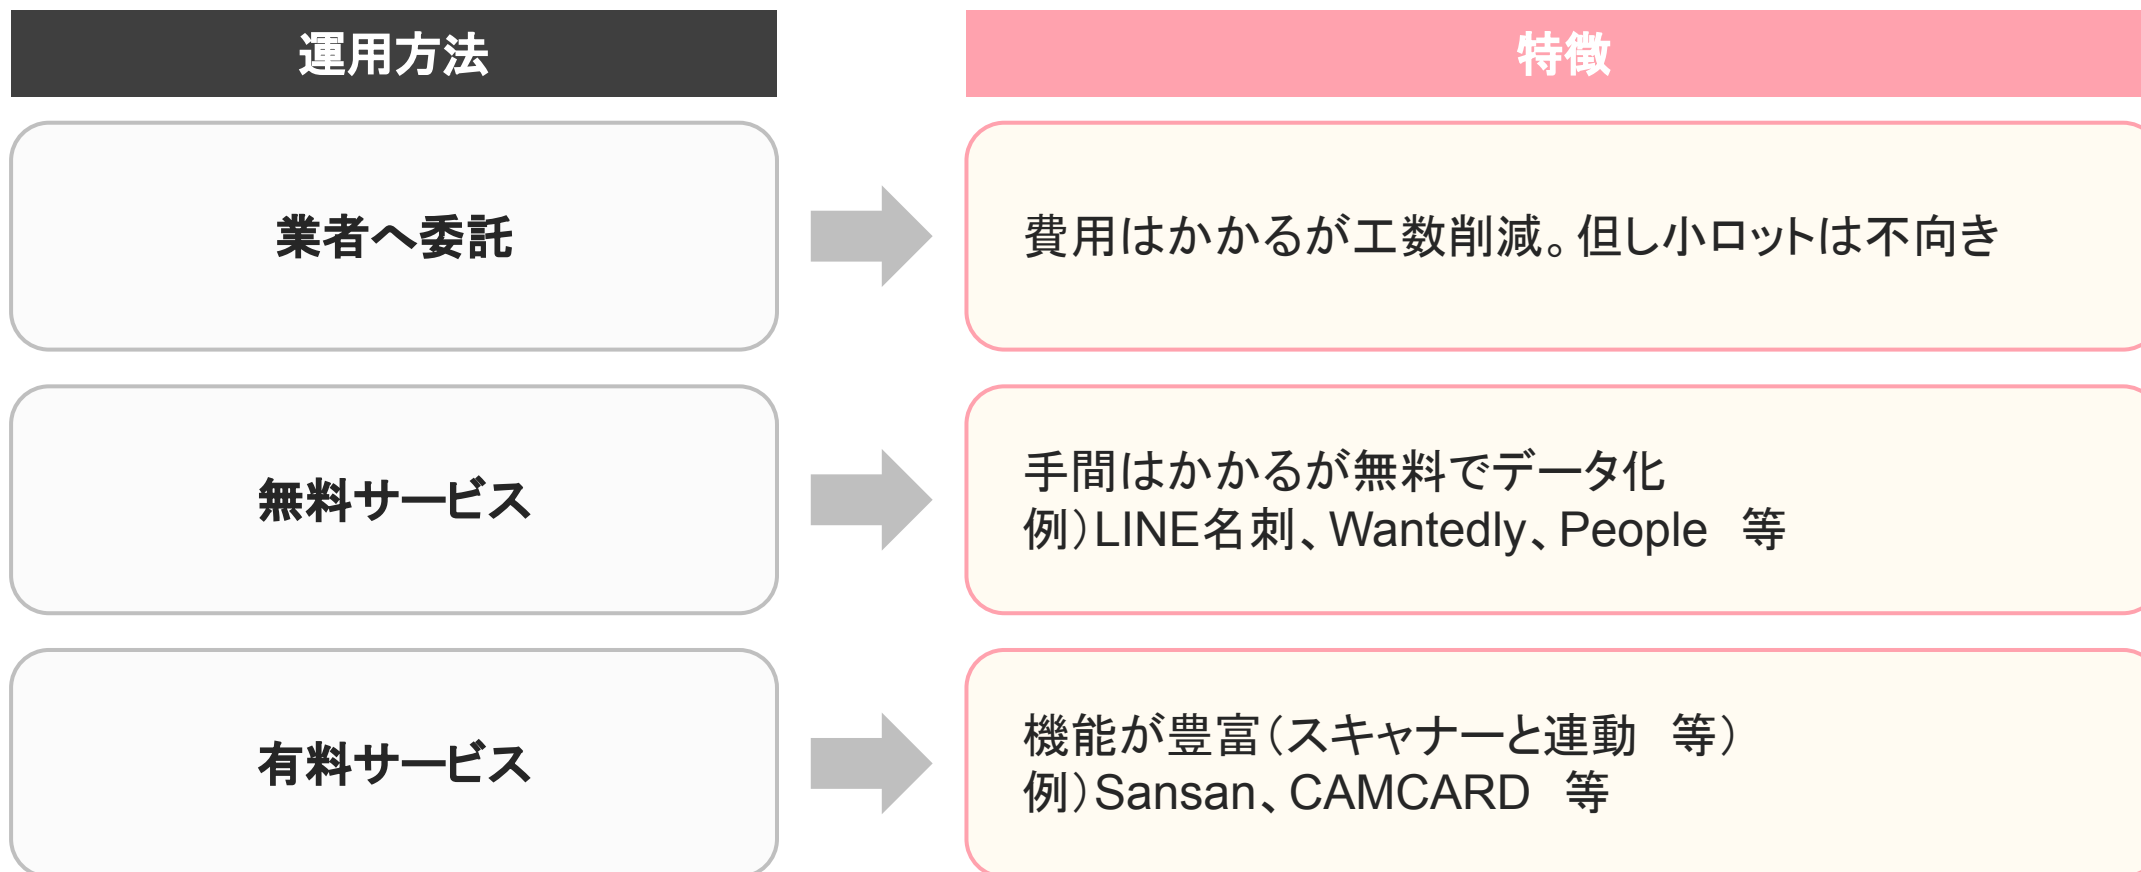 運用方法
特徴
業者へ委託
費用はかかるが工数削減。但し小ロットは不向き
無料サービス
手間はかかるが無料でデータ化
例）LINE名刺、Wantedly、People　等
有料サービス
機能が豊富（スキャナーと連動　等）
例）Sansan、CAMCARD　等